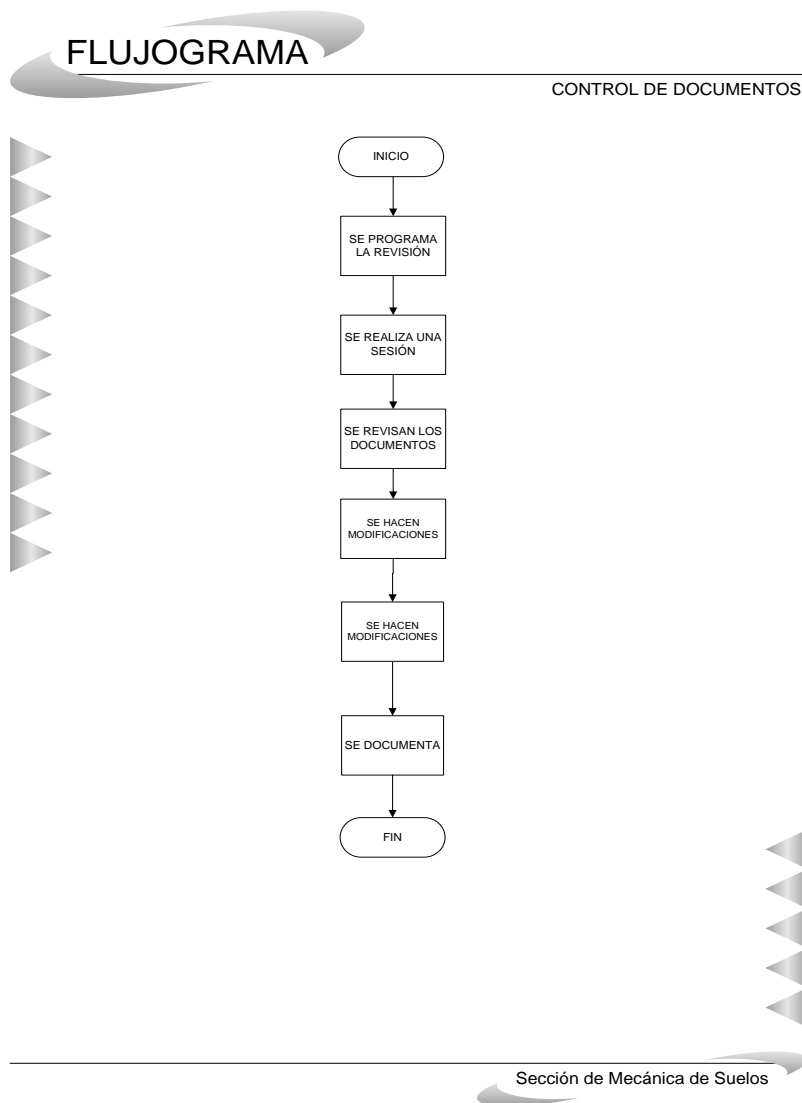 FLUJOGRAMA
CONTROL DE DOCUMENTOS
INICIO
SE PROGRAMA
LA REVISIÓN
SE REALIZA UNA
SESIÓN
SE REVISAN LOS
DOCUMENTOS
SE HACEN
MODIFICACIONES
SE HACEN
MODIFICACIONES
SE DOCUMENTA
FIN
Sección de Mecánica de Suelos